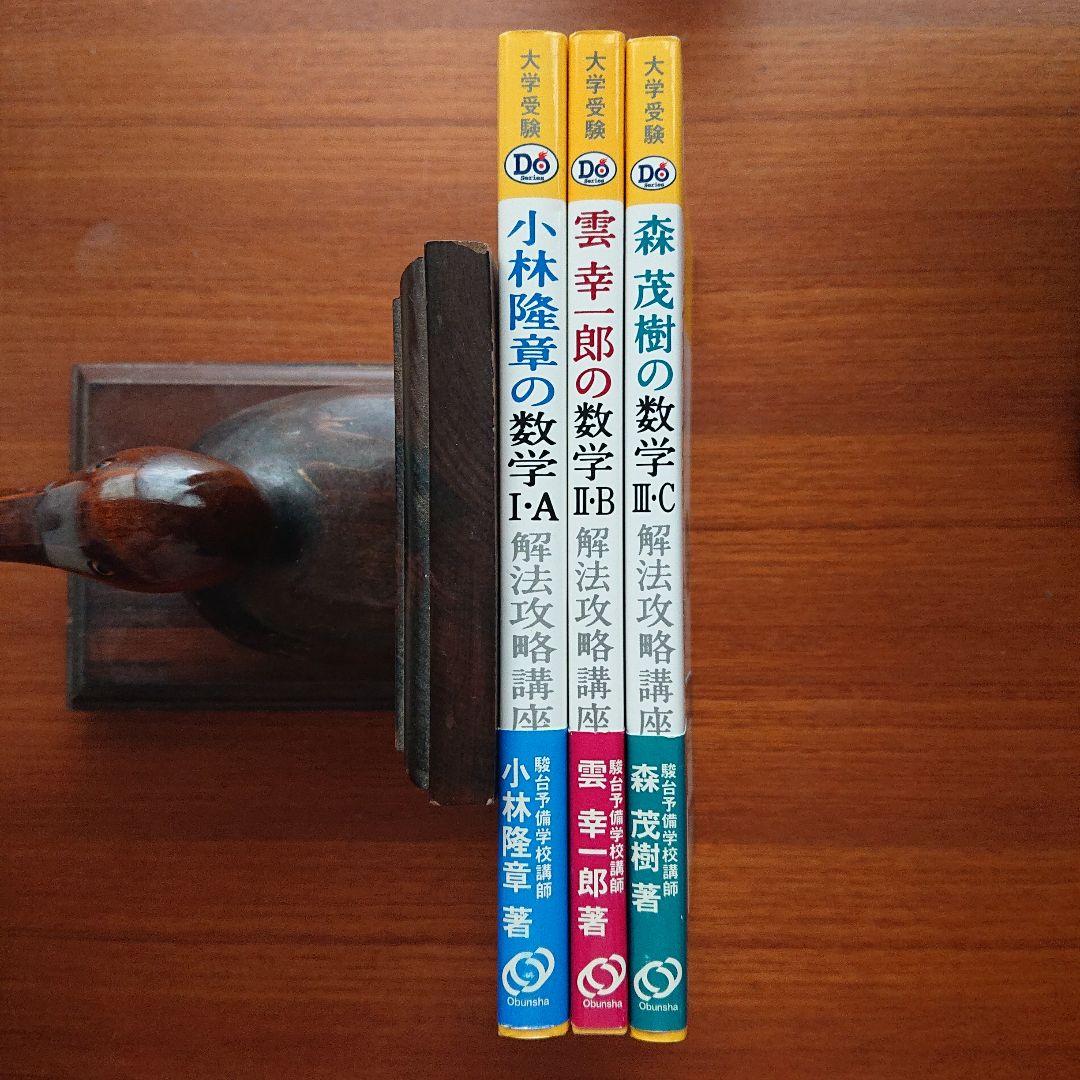 大学受験
Do
Series
小林隆章の数学I・A
解法攻略講座
駿台予備学校講師
小林隆章 著
Obunsha
大学受験
Do
Series
雲 幸一郎の数学II・B
解法攻略講座
駿台予備学校講師
雲 幸一郎 著
Obunsha
大学受験
Do
Series
森 茂樹の数学III・C
解法攻略講座
駿台予備学校講師
森 茂樹 著
Obunsha